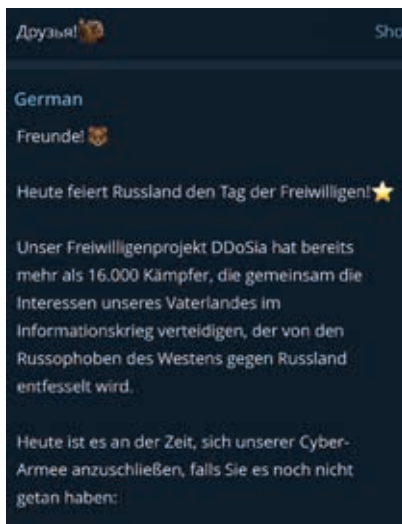 Друзья!🐻 Sho
German
Freunde! 🐻
Heute feiert Russland den Tag der Freiwilligen!⭐
Unser Freiwilligenprojekt DDoSia hat bereits
mehr als 16.000 Kämpfer, die gemeinsam die
Interessen unseres Vaterlandes im
Informationskrieg verteidigen, der von den
Russophoben des Westens gegen Russland
entfesselt wird.
Heute ist es an der Zeit, sich unserer Cyber-
Armee anzuschließen, falls Sie es noch nicht
getan haben: